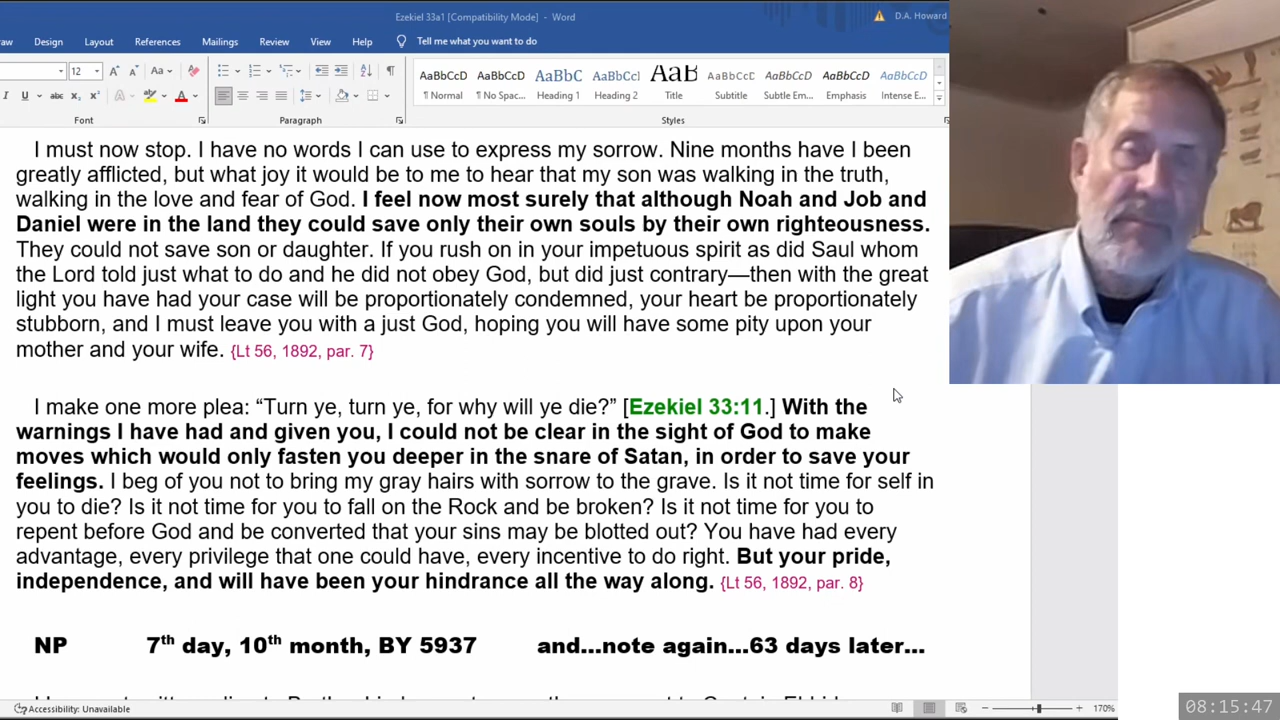 Ezekiel 33a1 [Compatibility Mode] - Word
D.A. Howard
aw Design Layout References Mailings Review View Help Tell me what you want to do
12 Aa
AaBbCcD AaBbCcD AaBbC AaBbCcI AaB AaBbCcD AaBbCcD AaBbCcD AaBbCcD
I U abc X₂ X² A A
¶ Normal ¶ No Spac... Heading 1 Heading 2 Title Subtitle Subtle Em... Emphasis Intense E...
Font Paragraph Styles
I must now stop. I have no words I can use to express my sorrow. Nine months have I been
greatly afflicted, but what joy it would be to me to hear that my son was walking in the truth,
walking in the love and fear of God. I feel now most surely that although Noah and Job and
Daniel were in the land they could save only their own souls by their own righteousness.
They could not save son or daughter. If you rush on in your impetuous spirit as did Saul whom
the Lord told just what to do and he did not obey God, but did just contrary—then with the great
light you have had your case will be proportionately condemned, your heart be proportionately
stubborn, and I must leave you with a just God, hoping you will have some pity upon your
mother and your wife. {Lt 56, 1892, par. 7}
I make one more plea: “Turn ye, turn ye, for why will ye die?” [Ezekiel 33:11.] With the
warnings I have had and given you, I could not be clear in the sight of God to make
moves which would only fasten you deeper in the snare of Satan, in order to save your
feelings. I beg of you not to bring my gray hairs with sorrow to the grave. Is it not time for self in
you to die? Is it not time for you to fall on the Rock and be broken? Is it not time for you to
repent before God and be converted that your sins may be blotted out? You have had every
advantage, every privilege that one could have, every incentive to do right. But your pride,
independence, and will have been your hindrance all the way along. {Lt 56, 1892, par. 8}
NP 7th day, 10th month, BY 5937 and...note again...63 days later...
Accessibility: Unavailable
170%
08:15:47